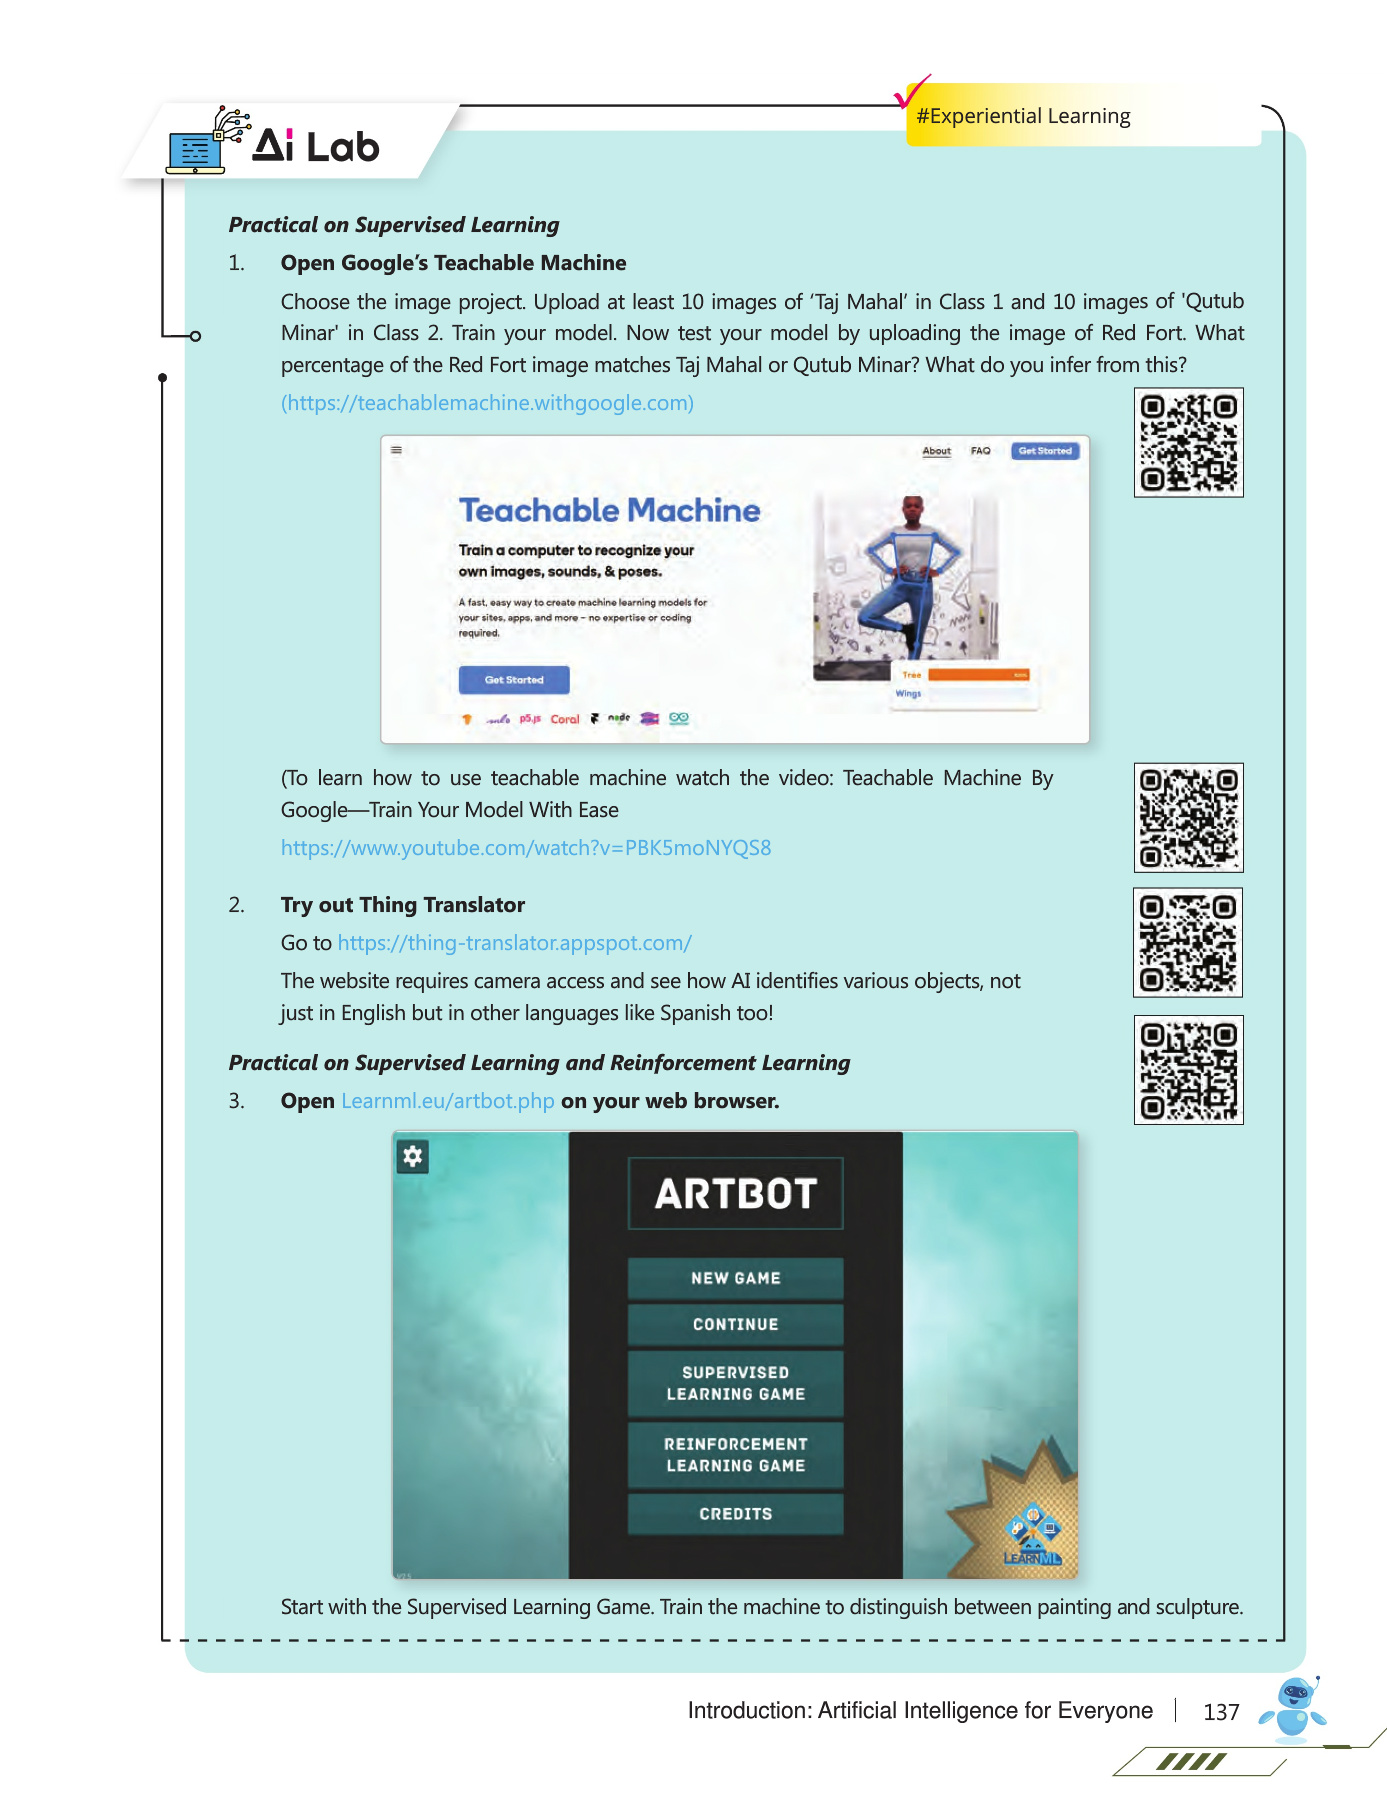 Ai Lab
#Experiential Learning
Practical on Supervised Learning
1. Open Google’s Teachable Machine
Choose the image project. Upload at least 10 images of ‘Taj Mahal’ in Class 1 and 10 images of 'Qutub
Minar' in Class 2. Train your model. Now test your model by uploading the image of Red Fort. What
percentage of the Red Fort image matches Taj Mahal or Qutub Minar? What do you infer from this?
(https://teachablemachine.withgoogle.com)
About FAQ Get Started
Teachable Machine
Train a computer to recognize your
own images, sounds, & poses.
A fast, easy way to create machine learning models for
your sites, apps, and more – no expertise or coding
required.
Get Started
Tree
Wings
p5.js Coral node
(To learn how to use teachable machine watch the video: Teachable Machine By
Google—Train Your Model With Ease
https://www.youtube.com/watch?v=PBK5moNYQS8
2. Try out Thing Translator
Go to https://thing-translator.appspot.com/
The website requires camera access and see how AI identifies various objects, not
just in English but in other languages like Spanish too!
Practical on Supervised Learning and Reinforcement Learning
3. Open Learnml.eu/artbot.php on your web browser.
ARTBOT
NEW GAME
CONTINUE
SUPERVISED
LEARNING GAME
REINFORCEMENT
LEARNING GAME
CREDITS
LEARNML
Start with the Supervised Learning Game. Train the machine to distinguish between painting and sculpture.
Introduction: Artificial Intelligence for Everyone 137